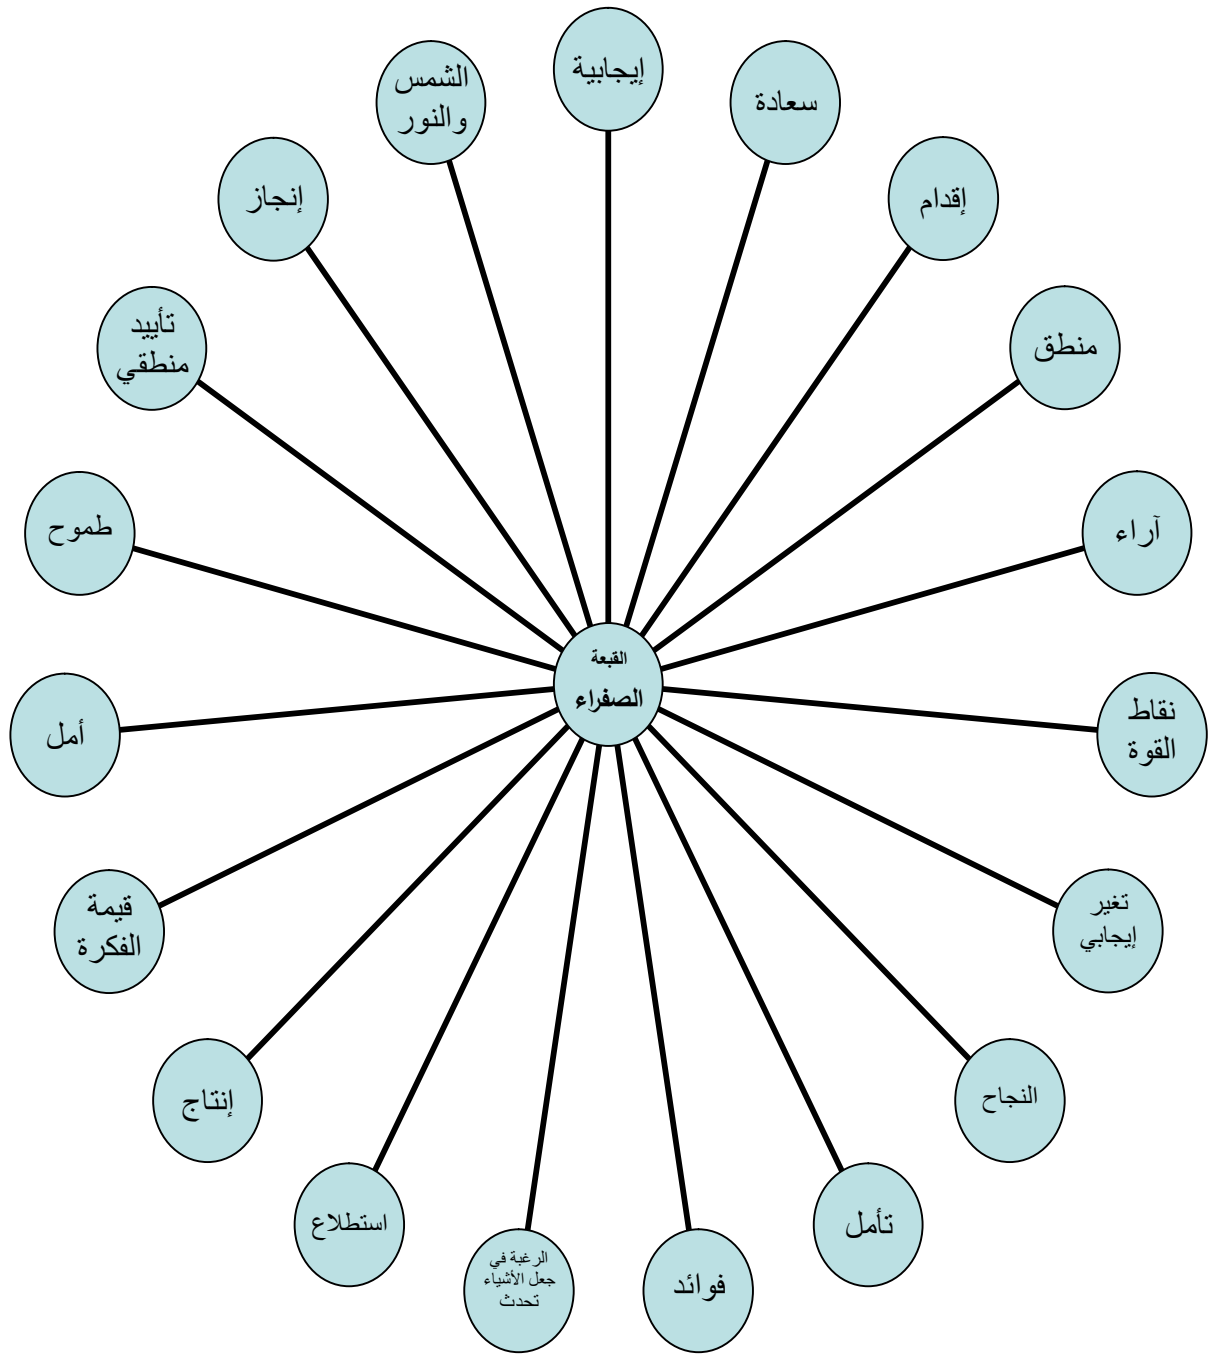 إيجابية
سعادة
إقدام
منطق
آراء
نقاط
القوة
تغير
إيجابي
النجاح
تأمل
فوائد
الرغبة في
جعل الأشياء
تحدث
استطلاع
إنتاج
قيمة
الفكرة
أمل
طموح
تأييد
منطقي
إنجاز
الشمس
والنور
القبعة
الصفراء